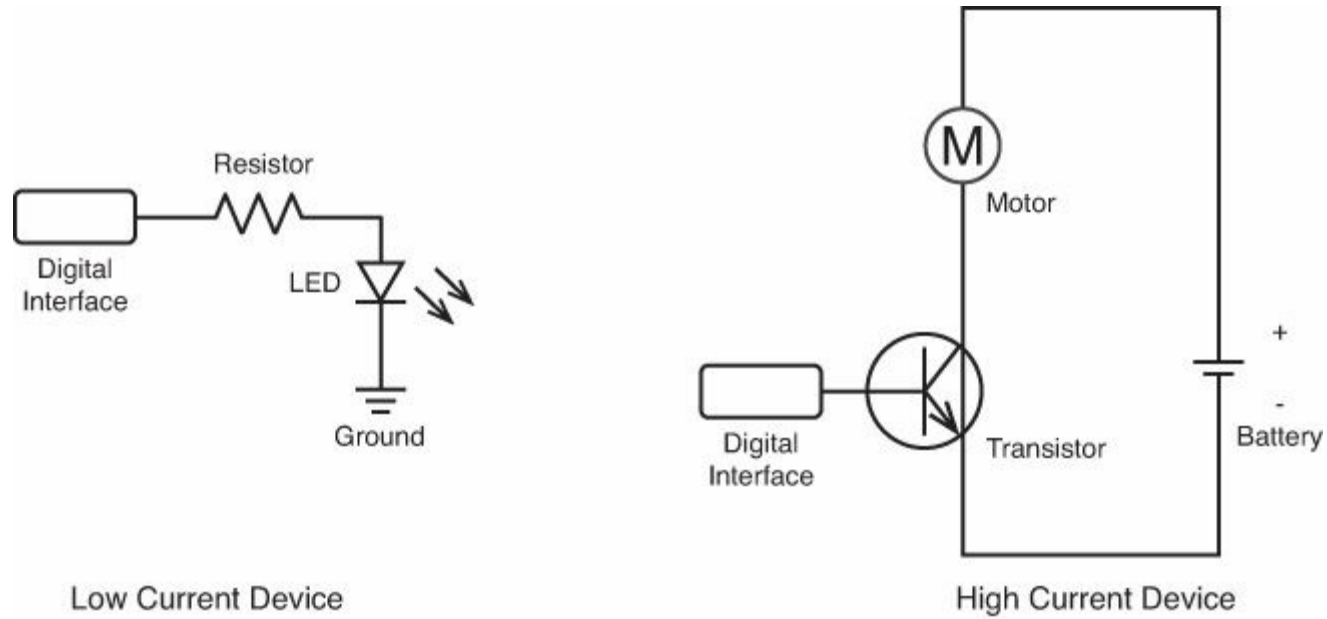 Resistor
Digital
Interface
LED
Ground
Low Current Device
M
Motor
Digital
Interface
Transistor
+
-
Battery
High Current Device